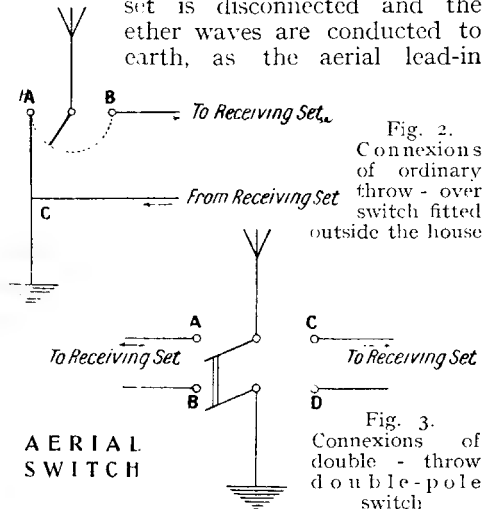 set is disconnected and the
ether waves are conducted to
earth, as the aerial lead-in
A
B
To Receiving Set
Fig. 2.
Connexions
of ordinary
throw - over
switch fitted
outside the house
From Receiving Set
C
A
C
To Receiving Set
To Receiving Set
B
D
Fig. 3.
Connexions of
double - throw
double-pole
switch
AERIAL
SWITCH